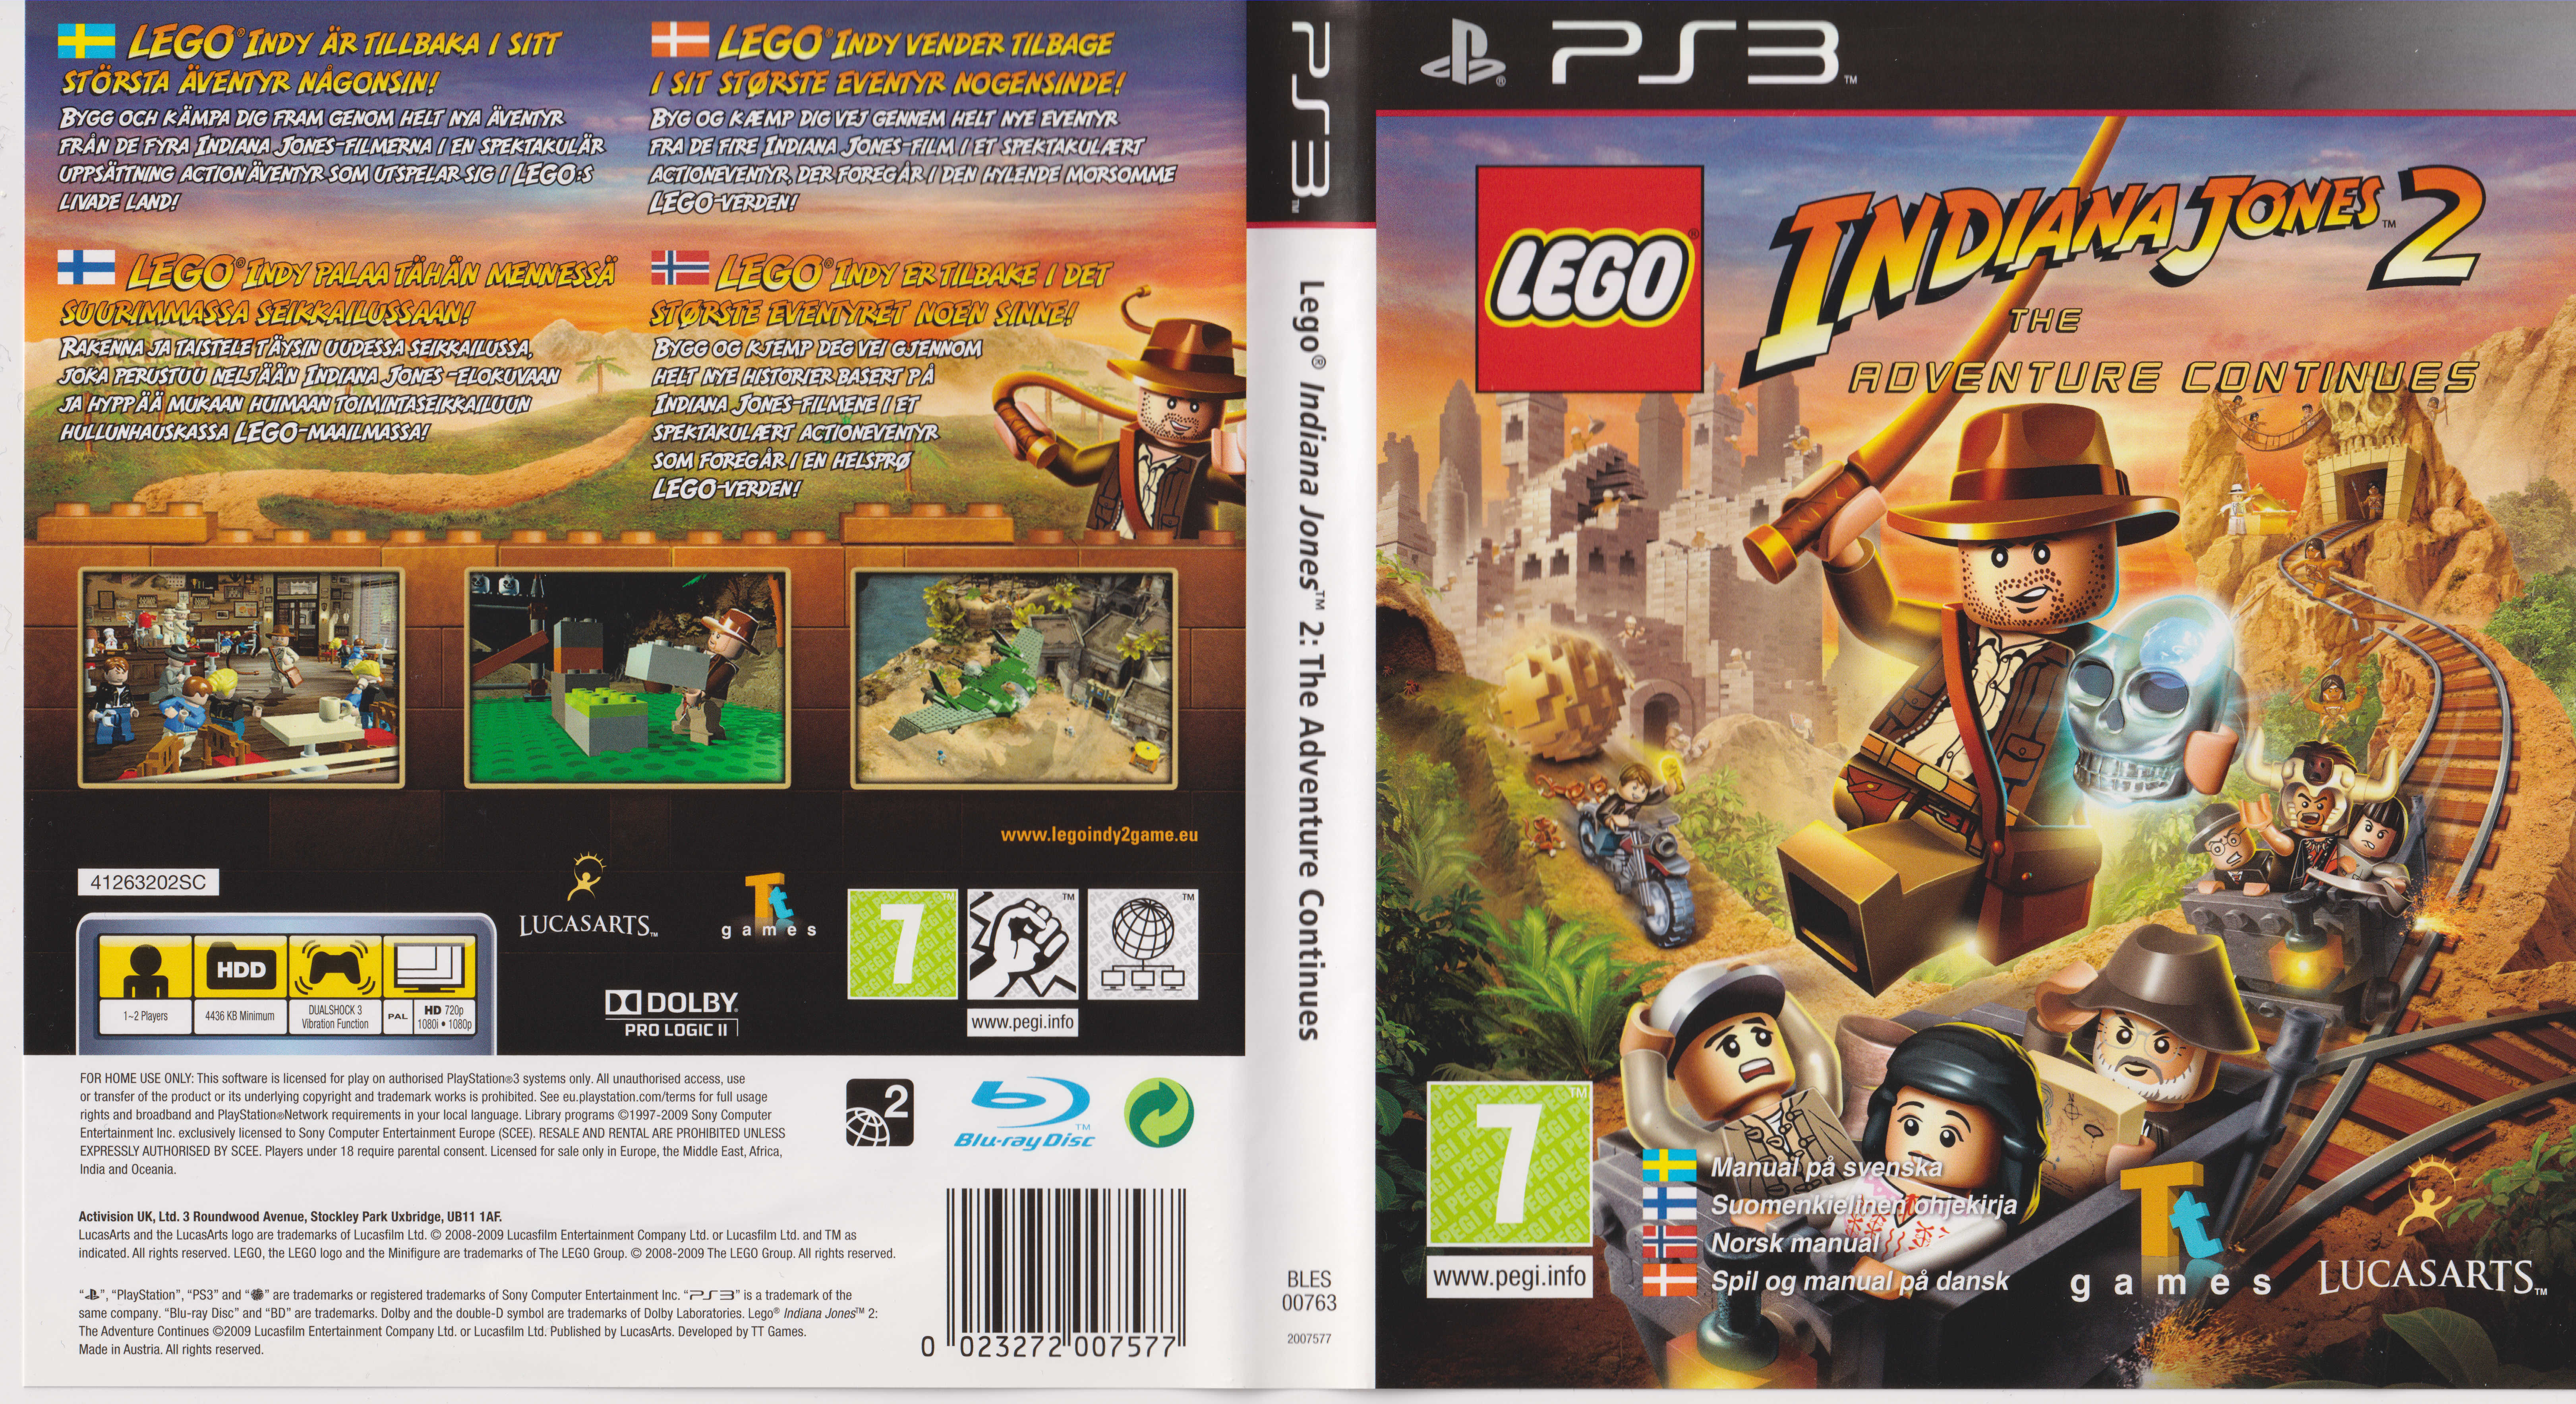 LEGO® INDY ÄR TILLBAKA I SITT
STÖRSTA ÄVENTYR NÅGONSIN!
BYGG OCH KÄMPA DIG FRAM GENOM HELT NYA ÄVENTYR
FRÅN DE FYRA INDIANA JONES-FILMERNA I EN SPEKTAKULÄR
UPPSÄTTNING ACTIONÄVENTYR SOM UTSPELAR SIG I LEGO:S
LIVADE LAND!
LEGO® INDY VENDER TILBAGE
I SIT STØRSTE EVENTYR NOGENSINDE!
BYG OG KÆMP DIG VEJ GENNEM HELT NYE EVENTYR
FRA DE FIRE INDIANA JONES-FILM I ET SPEKTAKULÆRT
ACTIONEVENTYR, DER FOREGÅR I DEN HYLENDE MORSOMME
LEGO-VERDEN!
LEGO® INDY PALAA TÄHÄN MENNESSÄ
SUURIMMASSA SEIKKAILUSSAAN!
RAKENNA JA TAISTELE TÄYSIN UUDESSA SEIKKAILUSSA,
JOKA PERUSTUU NELJÄÄN INDIANA JONES -ELOKUVAAN
JA HYPPÄÄ MUKAAN HUIMAAN TOIMINTASEIKKAILUUN
HULLUNHAUSKASSA LEGO-MAAILMASSA!
LEGO® INDY ER TILBAKE I DET
STØRSTE EVENTYRET NOEN SINNE!
BYGG OG KJEMP DEG VEI GJENNOM
HELT NYE HISTORIER BASERT PÅ
INDIANA JONES-FILMENE I ET
SPEKTAKULÆRT ACTIONEVENTYR
SOM FOREGÅR I EN HELSPRØ
LEGO-VERDEN!
www.legoindy2game.eu
41263202SC
LUCASARTS™
Tt games
HDD
1~2 Players
4436 KB Minimum
DUALSHOCK 3
Vibration Function
PAL
HD 720p
1080i • 1080p
DOLBY®
PRO LOGIC II
7
www.pegi.info
FOR HOME USE ONLY: This software is licensed for play on authorised PlayStation®3 systems only. All unauthorised access, use
or transfer of the product or its underlying copyright and trademark works is prohibited. See eu.playstation.com/terms for full usage
rights and broadband and PlayStation®Network requirements in your local language. Library programs ©1997-2009 Sony Computer
Entertainment Inc. exclusively licensed to Sony Computer Entertainment Europe (SCEE). RESALE AND RENTAL ARE PROHIBITED UNLESS
EXPRESSLY AUTHORISED BY SCEE. Players under 18 require parental consent. Licensed for sale only in Europe, the Middle East, Africa,
India and Oceania.
2
Blu-ray Disc™
Activision UK, Ltd. 3 Roundwood Avenue, Stockley Park Uxbridge, UB11 1AF.
LucasArts and the LucasArts logo are trademarks of Lucasfilm Ltd. © 2008-2009 Lucasfilm Entertainment Company Ltd. or Lucasfilm Ltd. and TM as
indicated. All rights reserved. LEGO, the LEGO logo and the Minifigure are trademarks of The LEGO Group. © 2008-2009 The LEGO Group. All rights reserved.
“ ”, “PlayStation”, “PS3” and “ ” are trademarks or registered trademarks of Sony Computer Entertainment Inc. “PS3” is a trademark of the
same company. “Blu-ray Disc” and “BD” are trademarks. Dolby and the double-D symbol are trademarks of Dolby Laboratories. Lego® Indiana Jones™ 2:
The Adventure Continues ©2009 Lucasfilm Entertainment Company Ltd. or Lucasfilm Ltd. Published by LucasArts. Developed by TT Games.
Made in Austria. All rights reserved.
0 023272 007577
PS3™
Lego® Indiana Jones™ 2: The Adventure Continues
BLES
00763
2007577
PS3™
LEGO®
INDIANA JONES™ 2
THE
ADVENTURE CONTINUES
PEGI
7
www.pegi.info
Manual på svenska
Suomenkielinen ohjekirja
Norsk manual
Spil og manual på dansk
Tt games
LUCASARTS™